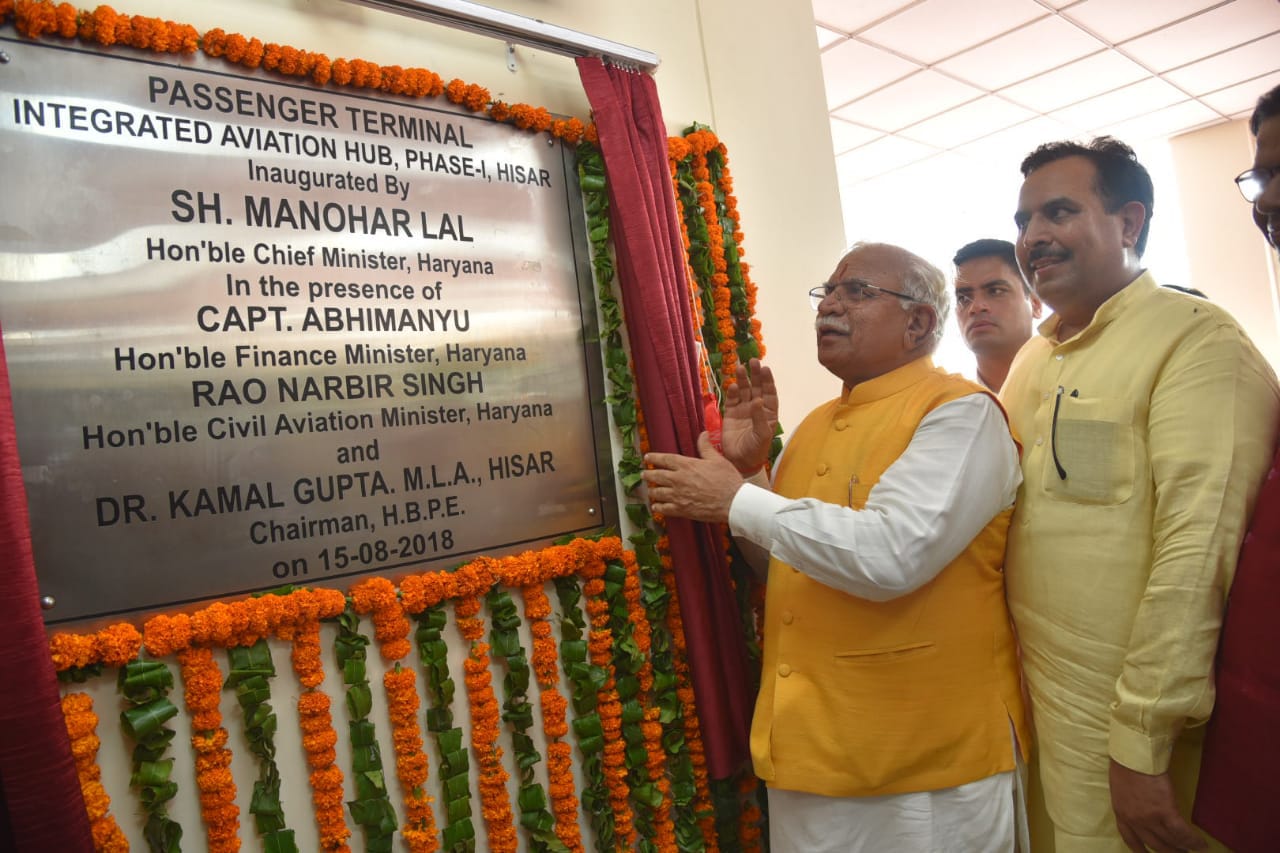 PASSENGER TERMINAL
INTEGRATED AVIATION HUB, PHASE-I, HISAR
Inaugurated By
SH. MANOHAR LAL
Hon'ble Chief Minister, Haryana
In the presence of
CAPT. ABHIMANYU
Hon'ble Finance Minister, Haryana
RAO NARBIR SINGH
Hon'ble Civil Aviation Minister, Haryana
and
DR. KAMAL GUPTA. M.L.A., HISAR
Chairman, H.B.P.E.
on 15-08-2018